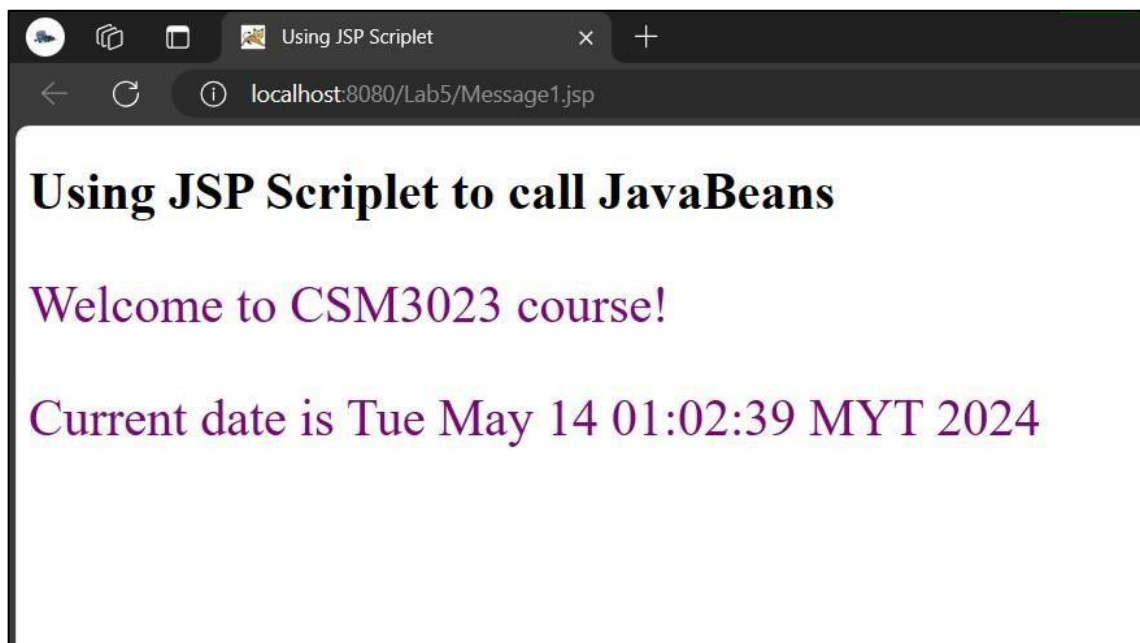 Using JSP Scriplet
localhost:8080/Lab5/Message1.jsp
Using JSP Scriplet to call JavaBeans
Welcome to CSM3023 course!
Current date is Tue May 14 01:02:39 MYT 2024